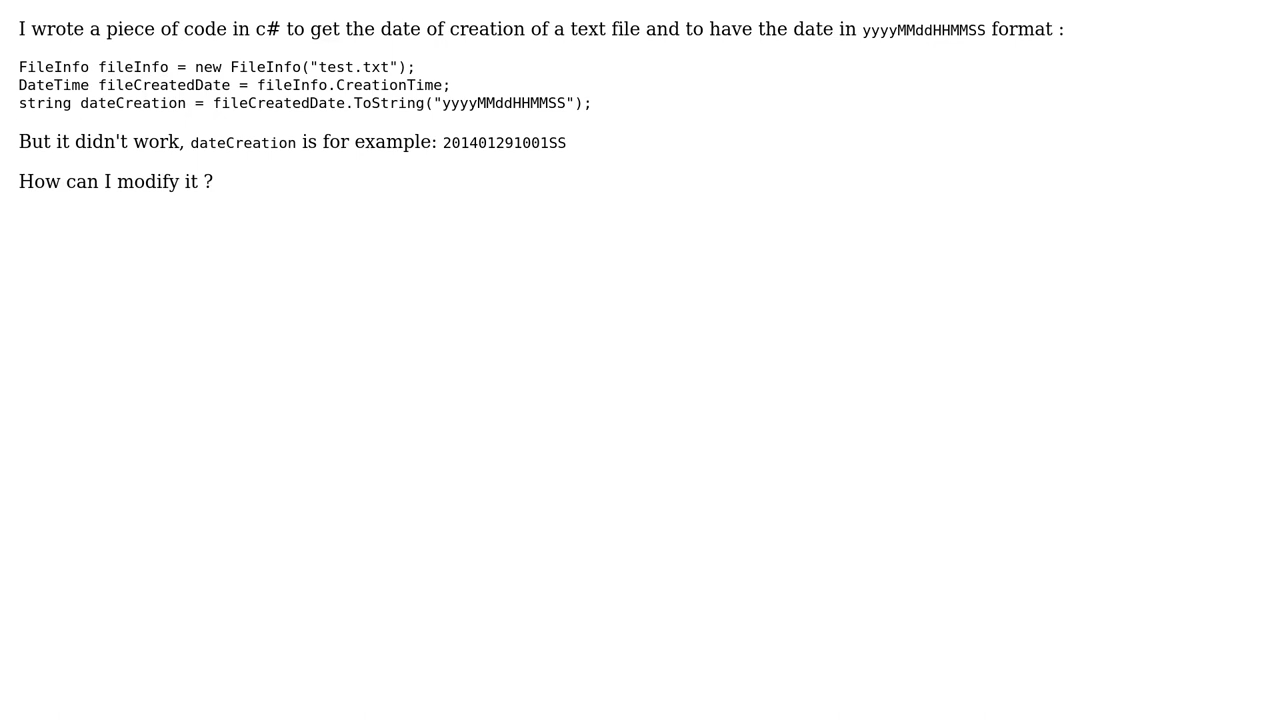 I wrote a piece of code in c# to get the date of creation of a text file and to have the date in yyyyMMddHHMMSS format :
FileInfo fileInfo = new FileInfo("test.txt");
DateTime fileCreatedDate = fileInfo.CreationTime;
string dateCreation = fileCreatedDate.ToString("yyyyMMddHHMMSS");
But it didn't work, dateCreation is for example: 201401291001SS
How can I modify it ?